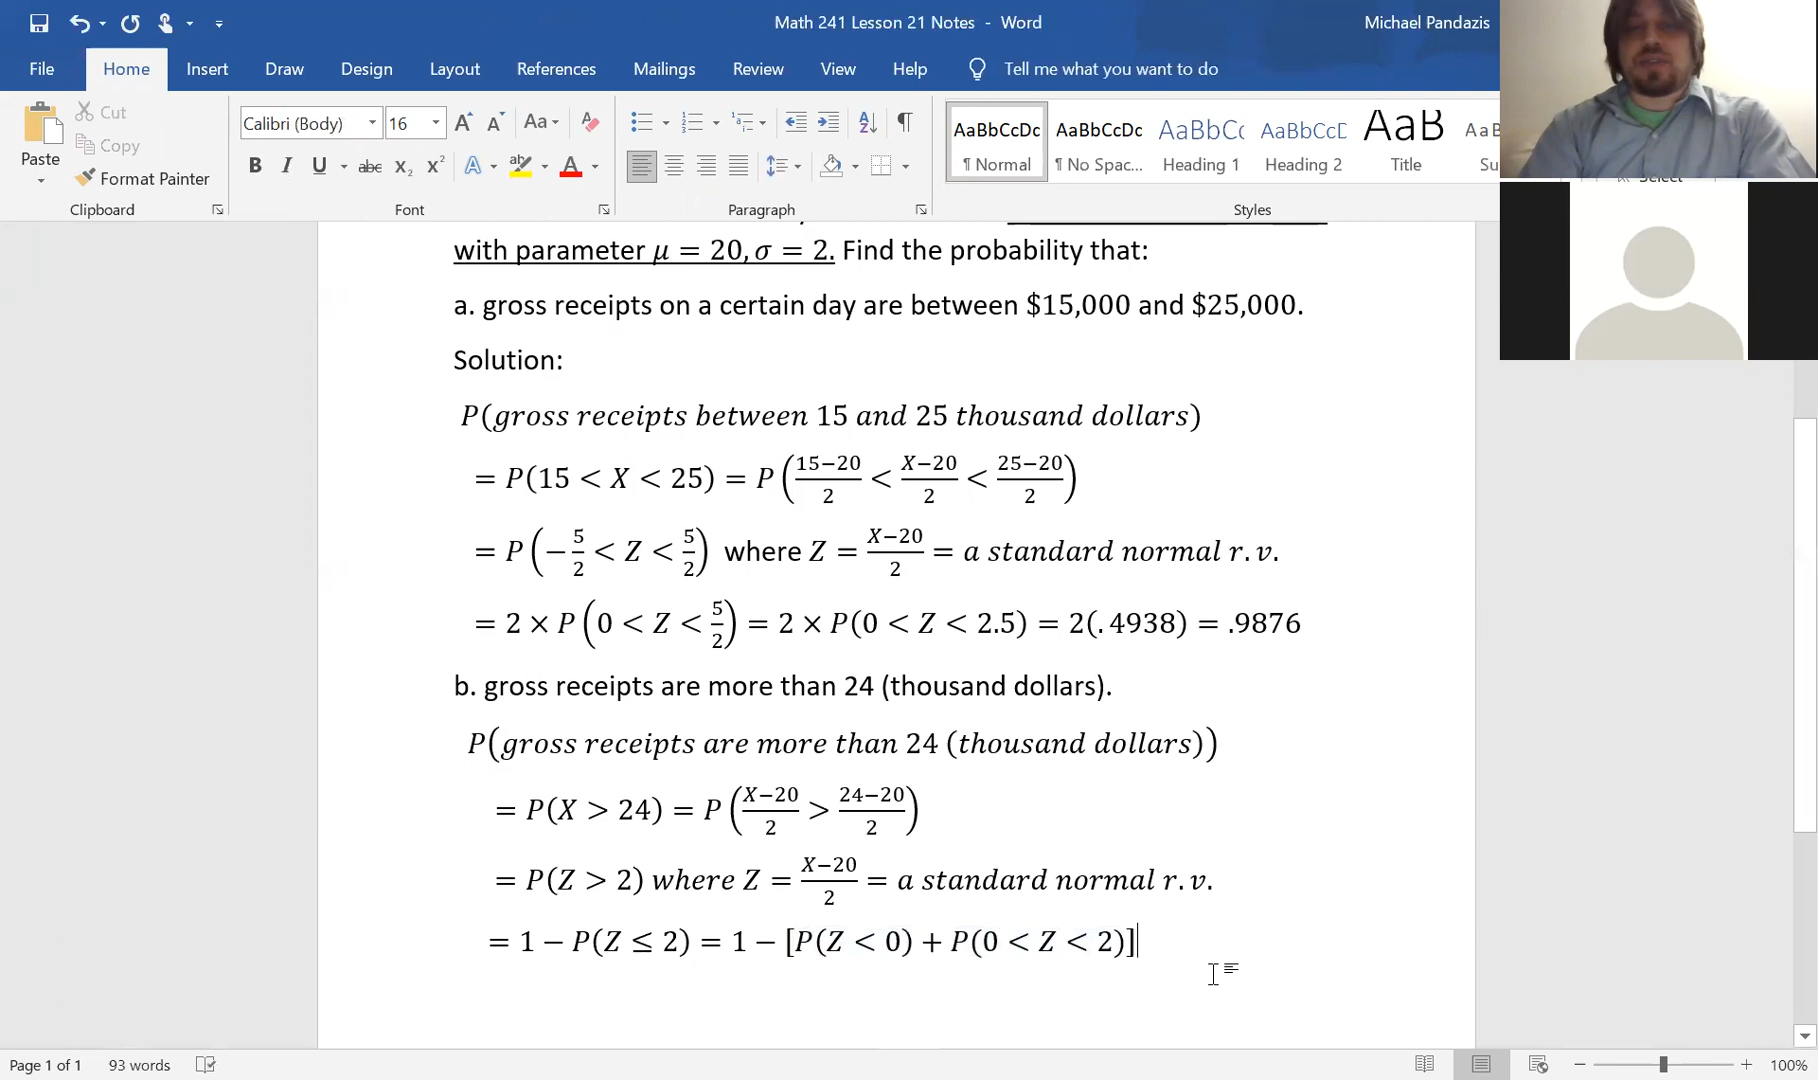 Math 241 Lesson 21 Notes - Word
Michael Pandazis
File Home Insert Draw Design Layout References Mailings Review View Help Tell me what you want to do
Cut
Copy
Paste
Format Painter
Calibri (Body) 16
AaBbCcDc AaBbCcDc AaBbCc AaBbCcE AaB Aa
¶ Normal ¶ No Spac... Heading 1 Heading 2 Title Su
Clipboard Font Paragraph Styles
with parameter μ = 20, σ = 2. Find the probability that:
a. gross receipts on a certain day are between $15,000 and $25,000.
Solution:
P(gross receipts between 15 and 25 thousand dollars)
= P(15 < X < 25) = P((15−20)/2 < (X−20)/2 < (25−20)/2)
= P(−5/2 < Z < 5/2) where Z = (X−20)/2 = a standard normal r. v.
= 2 × P(0 < Z < 5/2) = 2 × P(0 < Z < 2.5) = 2(. 4938) = .9876
b. gross receipts are more than 24 (thousand dollars).
P(gross receipts are more than 24 (thousand dollars))
= P(X > 24) = P((X−20)/2 > (24−20)/2)
= P(Z > 2) where Z = (X−20)/2 = a standard normal r. v.
= 1 − P(Z ≤ 2) = 1 − [P(Z < 0) + P(0 < Z < 2)]
Page 1 of 1 93 words 100%